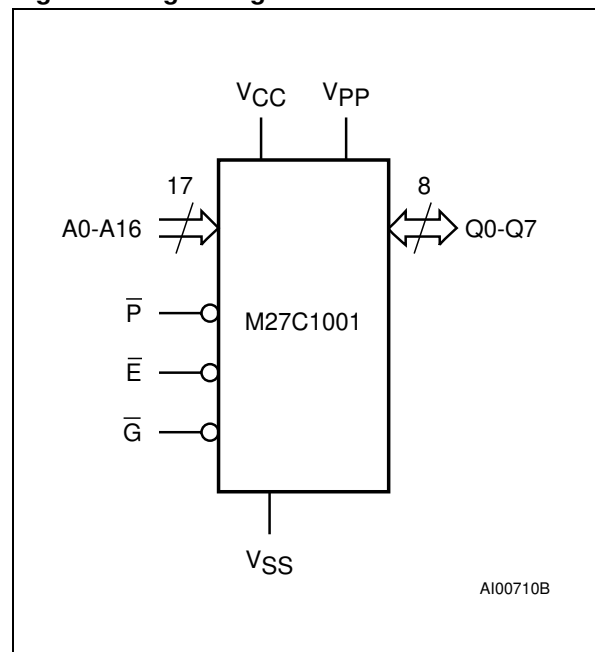 VCC VPP
17 8
A0-A16 Q0-Q7
P̅
M27C1001
E̅
G̅
VSS
AI00710B